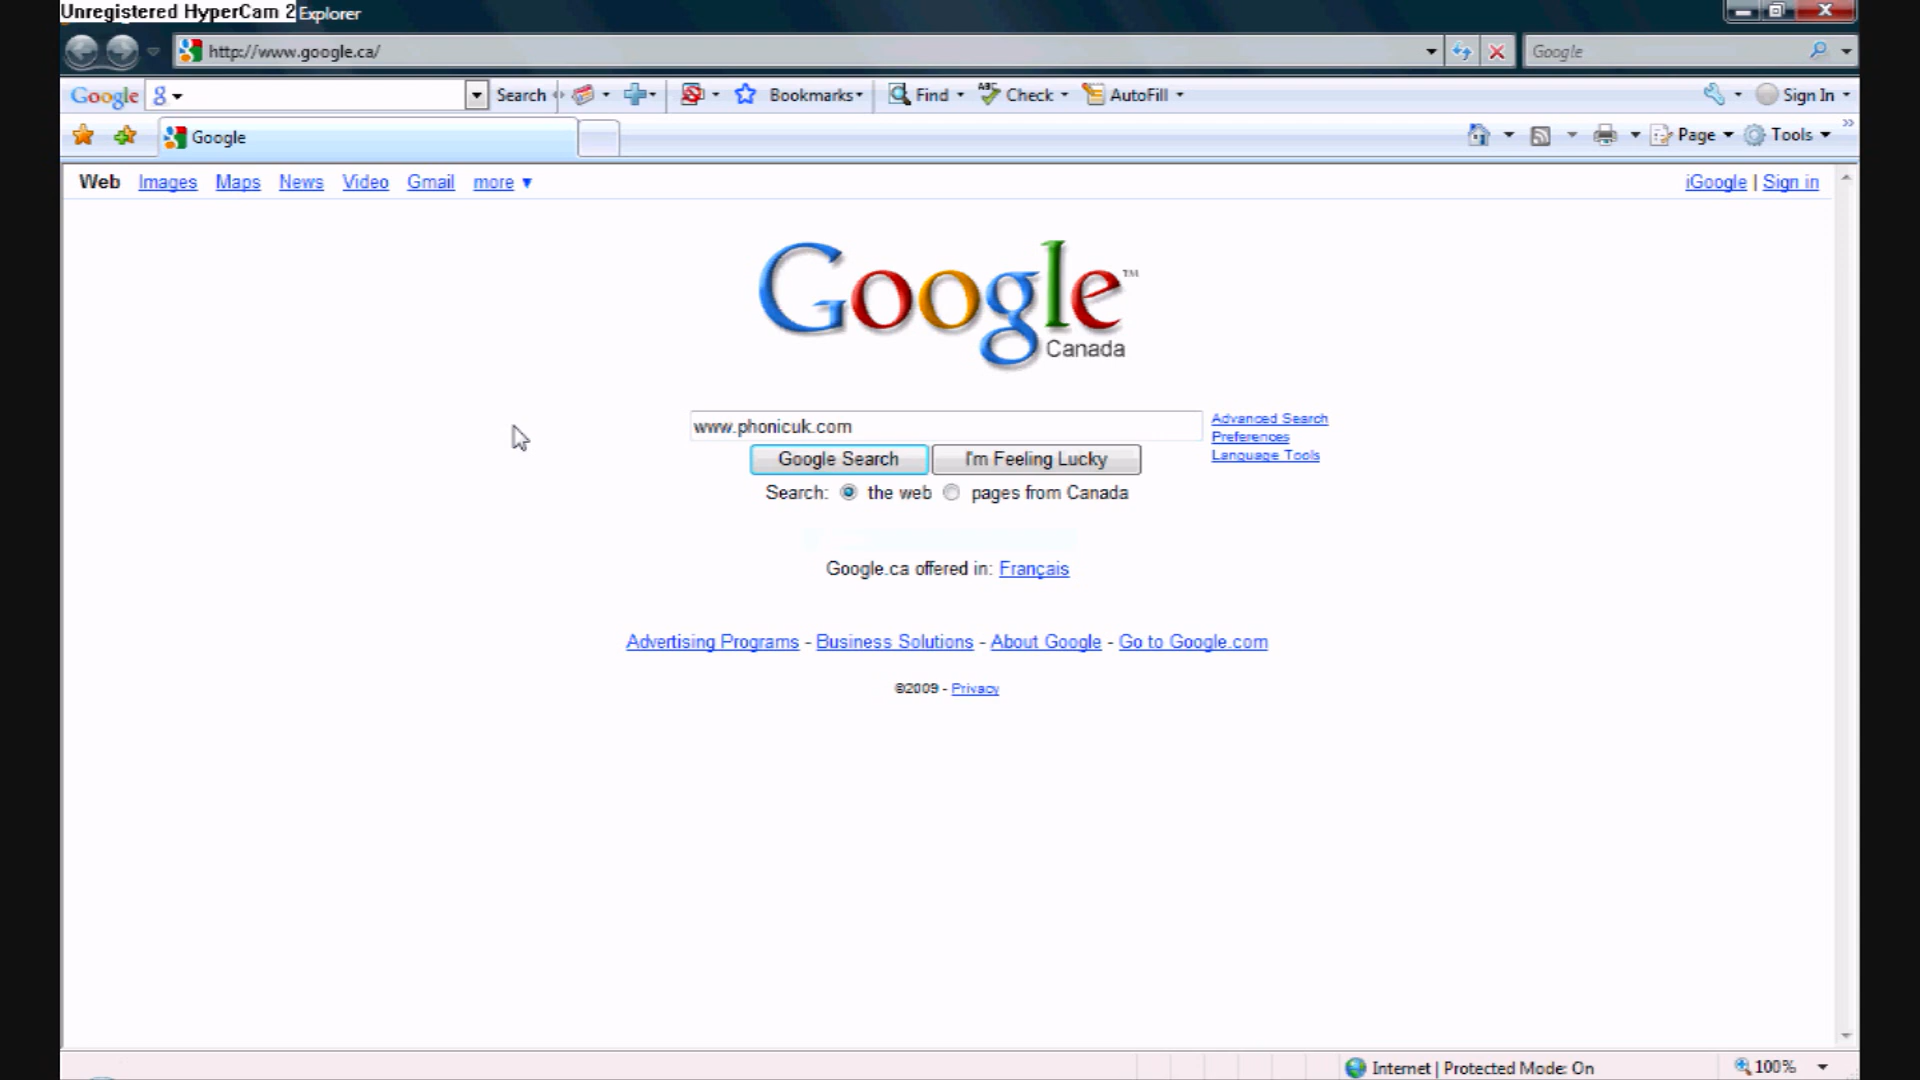 Unregistered HyperCam 2 Explorer
http://www.google.ca/ Google
Google g Search Bookmarks Find ABC Check AutoFill Sign In
Google Page Tools
Web Images Maps News Video Gmail more iGoogle | Sign in
Google™
Canada
www.phonicuk.com Advanced Search
Preferences
Google Search I'm Feeling Lucky Language Tools
Search: the web pages from Canada
Google.ca offered in: Français
Advertising Programs - Business Solutions - About Google - Go to Google.com
©2009 - Privacy
Internet | Protected Mode: On 100%